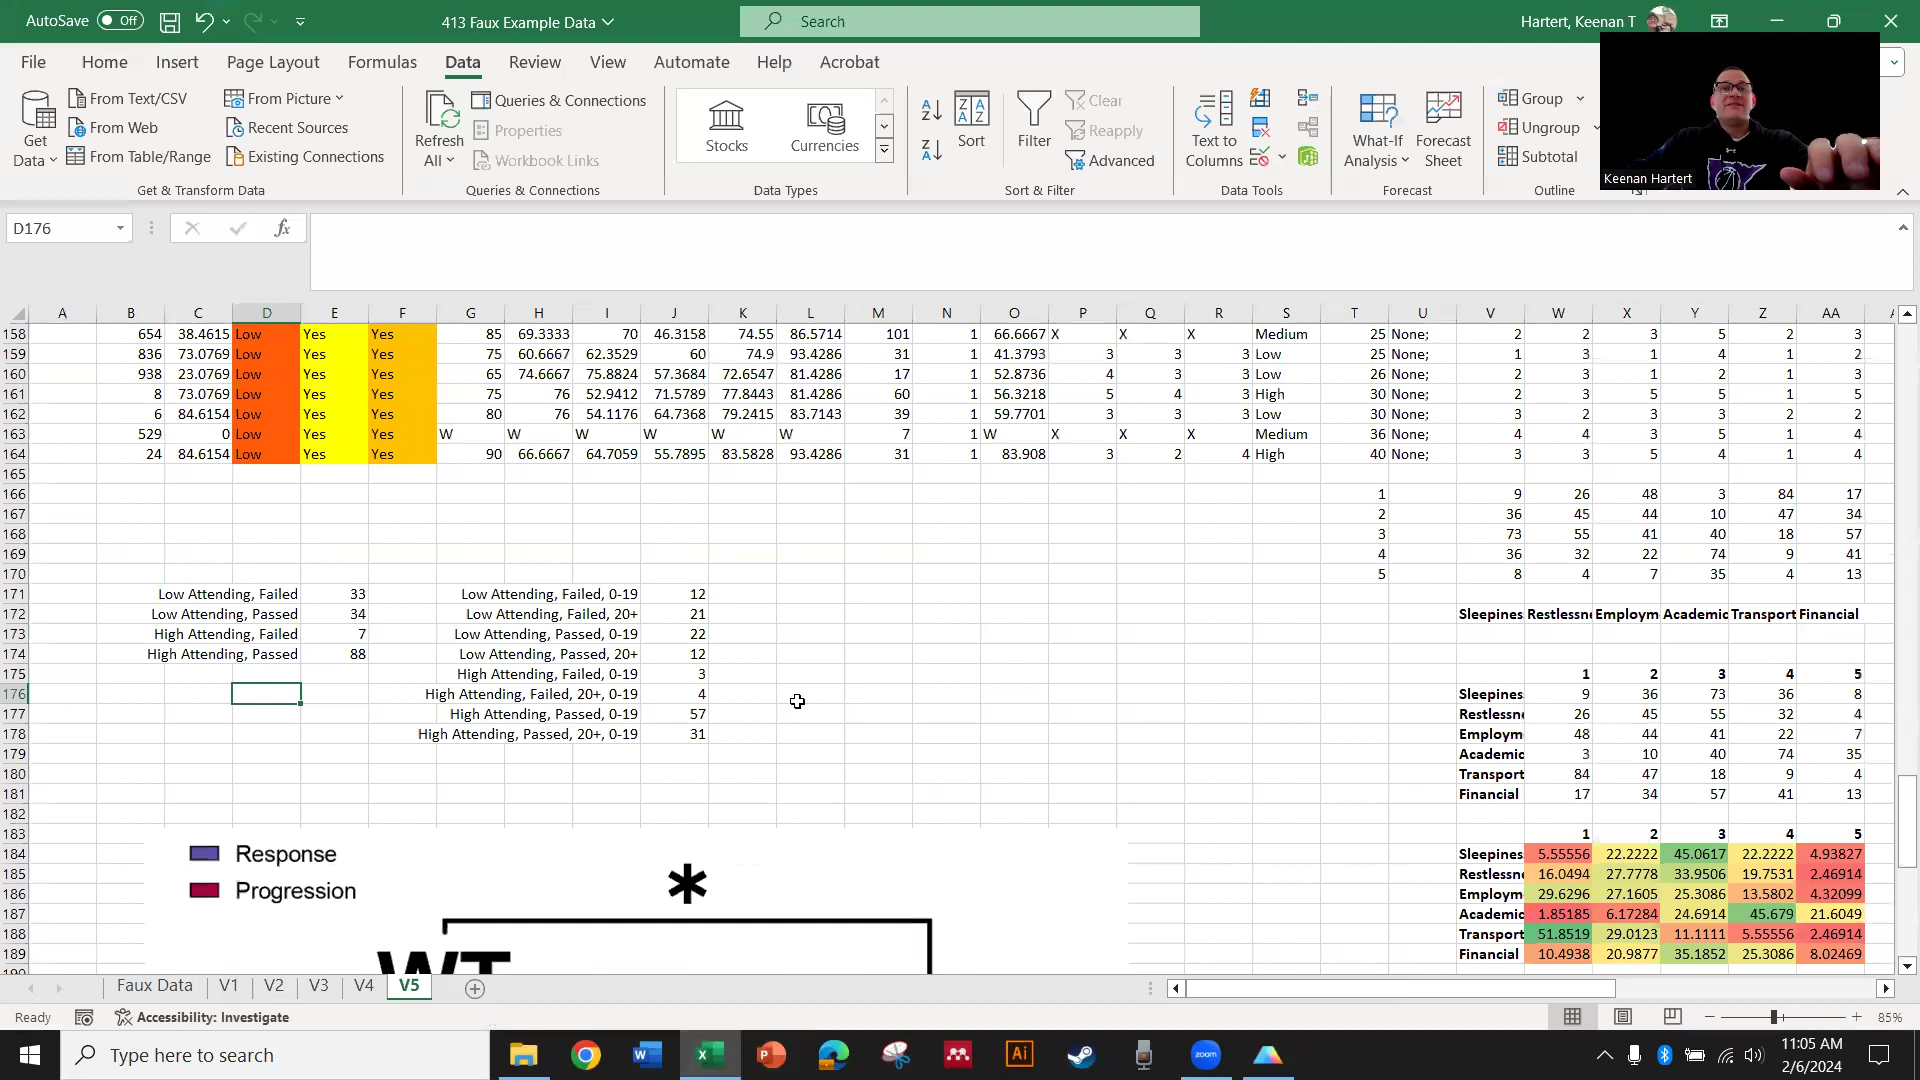 AutoSave Off 413 Faux Example Data Search Hartert, Keenan T
File Home Insert Page Layout Formulas Data Review View Automate Help Acrobat
Get Data
From Text/CSV
From Web
From Table/Range
From Picture
Recent Sources
Existing Connections
Get & Transform Data
Refresh All
Queries & Connections
Properties
Workbook Links
Queries & Connections
Stocks Currencies
Data Types
Sort Filter
Clear
Reapply
Advanced
Sort & Filter
Text to Columns
Data Tools
What-If Analysis
Forecast Sheet
Forecast
Group
Ungroup
Subtotal
Outline
Keenan Hartert
D176
fx
A B C D E F G H I J K L M N O P Q R S T U V W X Y Z AA
158 654 38.4615 Low Yes Yes 85 69.3333 70 46.3158 74.55 86.5714 101 1 66.6667 X X X Medium 25 None; 2 2 3 5 2 3
159 836 73.0769 Low Yes Yes 75 60.6667 62.3529 60 74.9 93.4286 31 1 41.3793 3 3 3 Low 25 None; 1 3 1 4 1 2
160 938 23.0769 Low Yes Yes 65 74.6667 75.8824 57.3684 72.6547 81.4286 17 1 52.8736 4 3 3 Low 26 None; 2 3 1 2 1 3
161 8 73.0769 Low Yes Yes 75 76 52.9412 71.5789 77.8443 81.4286 60 1 56.3218 5 4 3 High 30 None; 2 3 5 5 1 5
162 6 84.6154 Low Yes Yes 80 76 54.1176 64.7368 79.2415 83.7143 39 1 59.7701 3 3 3 Low 30 None; 3 2 3 3 2 2
163 529 0 Low Yes Yes W W W W W W 7 1 W X X X Medium 36 None; 4 4 3 5 1 4
164 24 84.6154 Low Yes Yes 90 66.6667 64.7059 55.7895 83.5828 93.4286 31 1 83.908 3 2 4 High 40 None; 3 3 5 4 1 4
165
166 1 9 26 48 3 84 17
167 2 36 45 44 10 47 34
168 3 73 55 41 40 18 57
169 4 36 32 22 74 9 41
170 5 8 4 7 35 4 13
171 Low Attending, Failed 33 Low Attending, Failed, 0-19 12
172 Low Attending, Passed 34 Low Attending, Failed, 20+ 21 Sleepines Restlessne Employm Academic Transport Financial
173 High Attending, Failed 7 Low Attending, Passed, 0-19 22
174 High Attending, Passed 88 Low Attending, Passed, 20+ 12
175 High Attending, Failed, 0-19 3 1 2 3 4 5
176 High Attending, Failed, 20+, 0-19 4 Sleepines 9 36 73 36 8
177 High Attending, Passed, 0-19 57 Restlessne 26 45 55 32 4
178 High Attending, Passed, 20+, 0-19 31 Employm 48 44 41 22 7
179 Academic 3 10 40 74 35
180 Transport 84 47 18 9 4
181 Financial 17 34 57 41 13
182
183 1 2 3 4 5
184 Sleepines 5.55556 22.2222 45.0617 22.2222 4.93827
185 Restlessne 16.0494 27.7778 33.9506 19.7531 2.46914
186 Employm 29.6296 27.1605 25.3086 13.5802 4.32099
187 Academic 1.85185 6.17284 24.6914 45.679 21.6049
188 Transport 51.8519 29.0123 11.1111 5.55556 2.46914
189 Financial 10.4938 20.9877 35.1852 25.3086 8.02469
Response
Progression
*
WT
Faux Data V1 V2 V3 V4 V5
Ready Accessibility: Investigate 85%
Type here to search
zoom
11:05 AM
2/6/2024